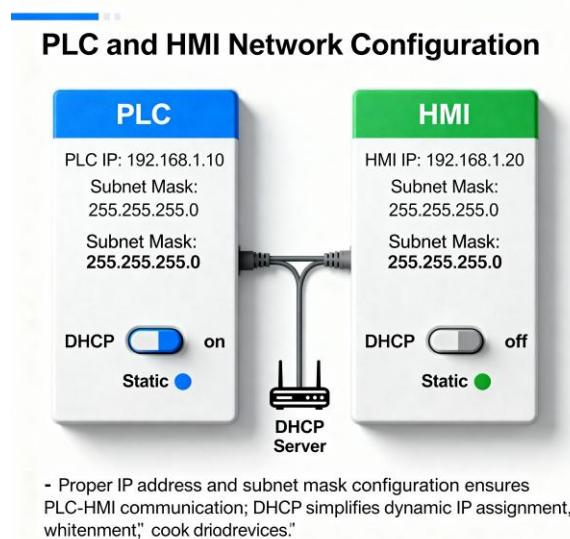 PLC and HMI Network Configuration
PLC
PLC IP: 192.168.1.10
Subnet Mask:
255.255.255.0
Subnet Mask:
255.255.255.0
DHCP on
Static
HMI
HMI IP: 192.168.1.20
Subnet Mask:
255.255.255.0
Subnet Mask:
255.255.255.0
DHCP off
Static
DHCP
Server
- Proper IP address and subnet mask configuration ensures
PLC-HMI communication; DHCP simplifies dynamic IP assignment,
whitenment," cook driodrevices."